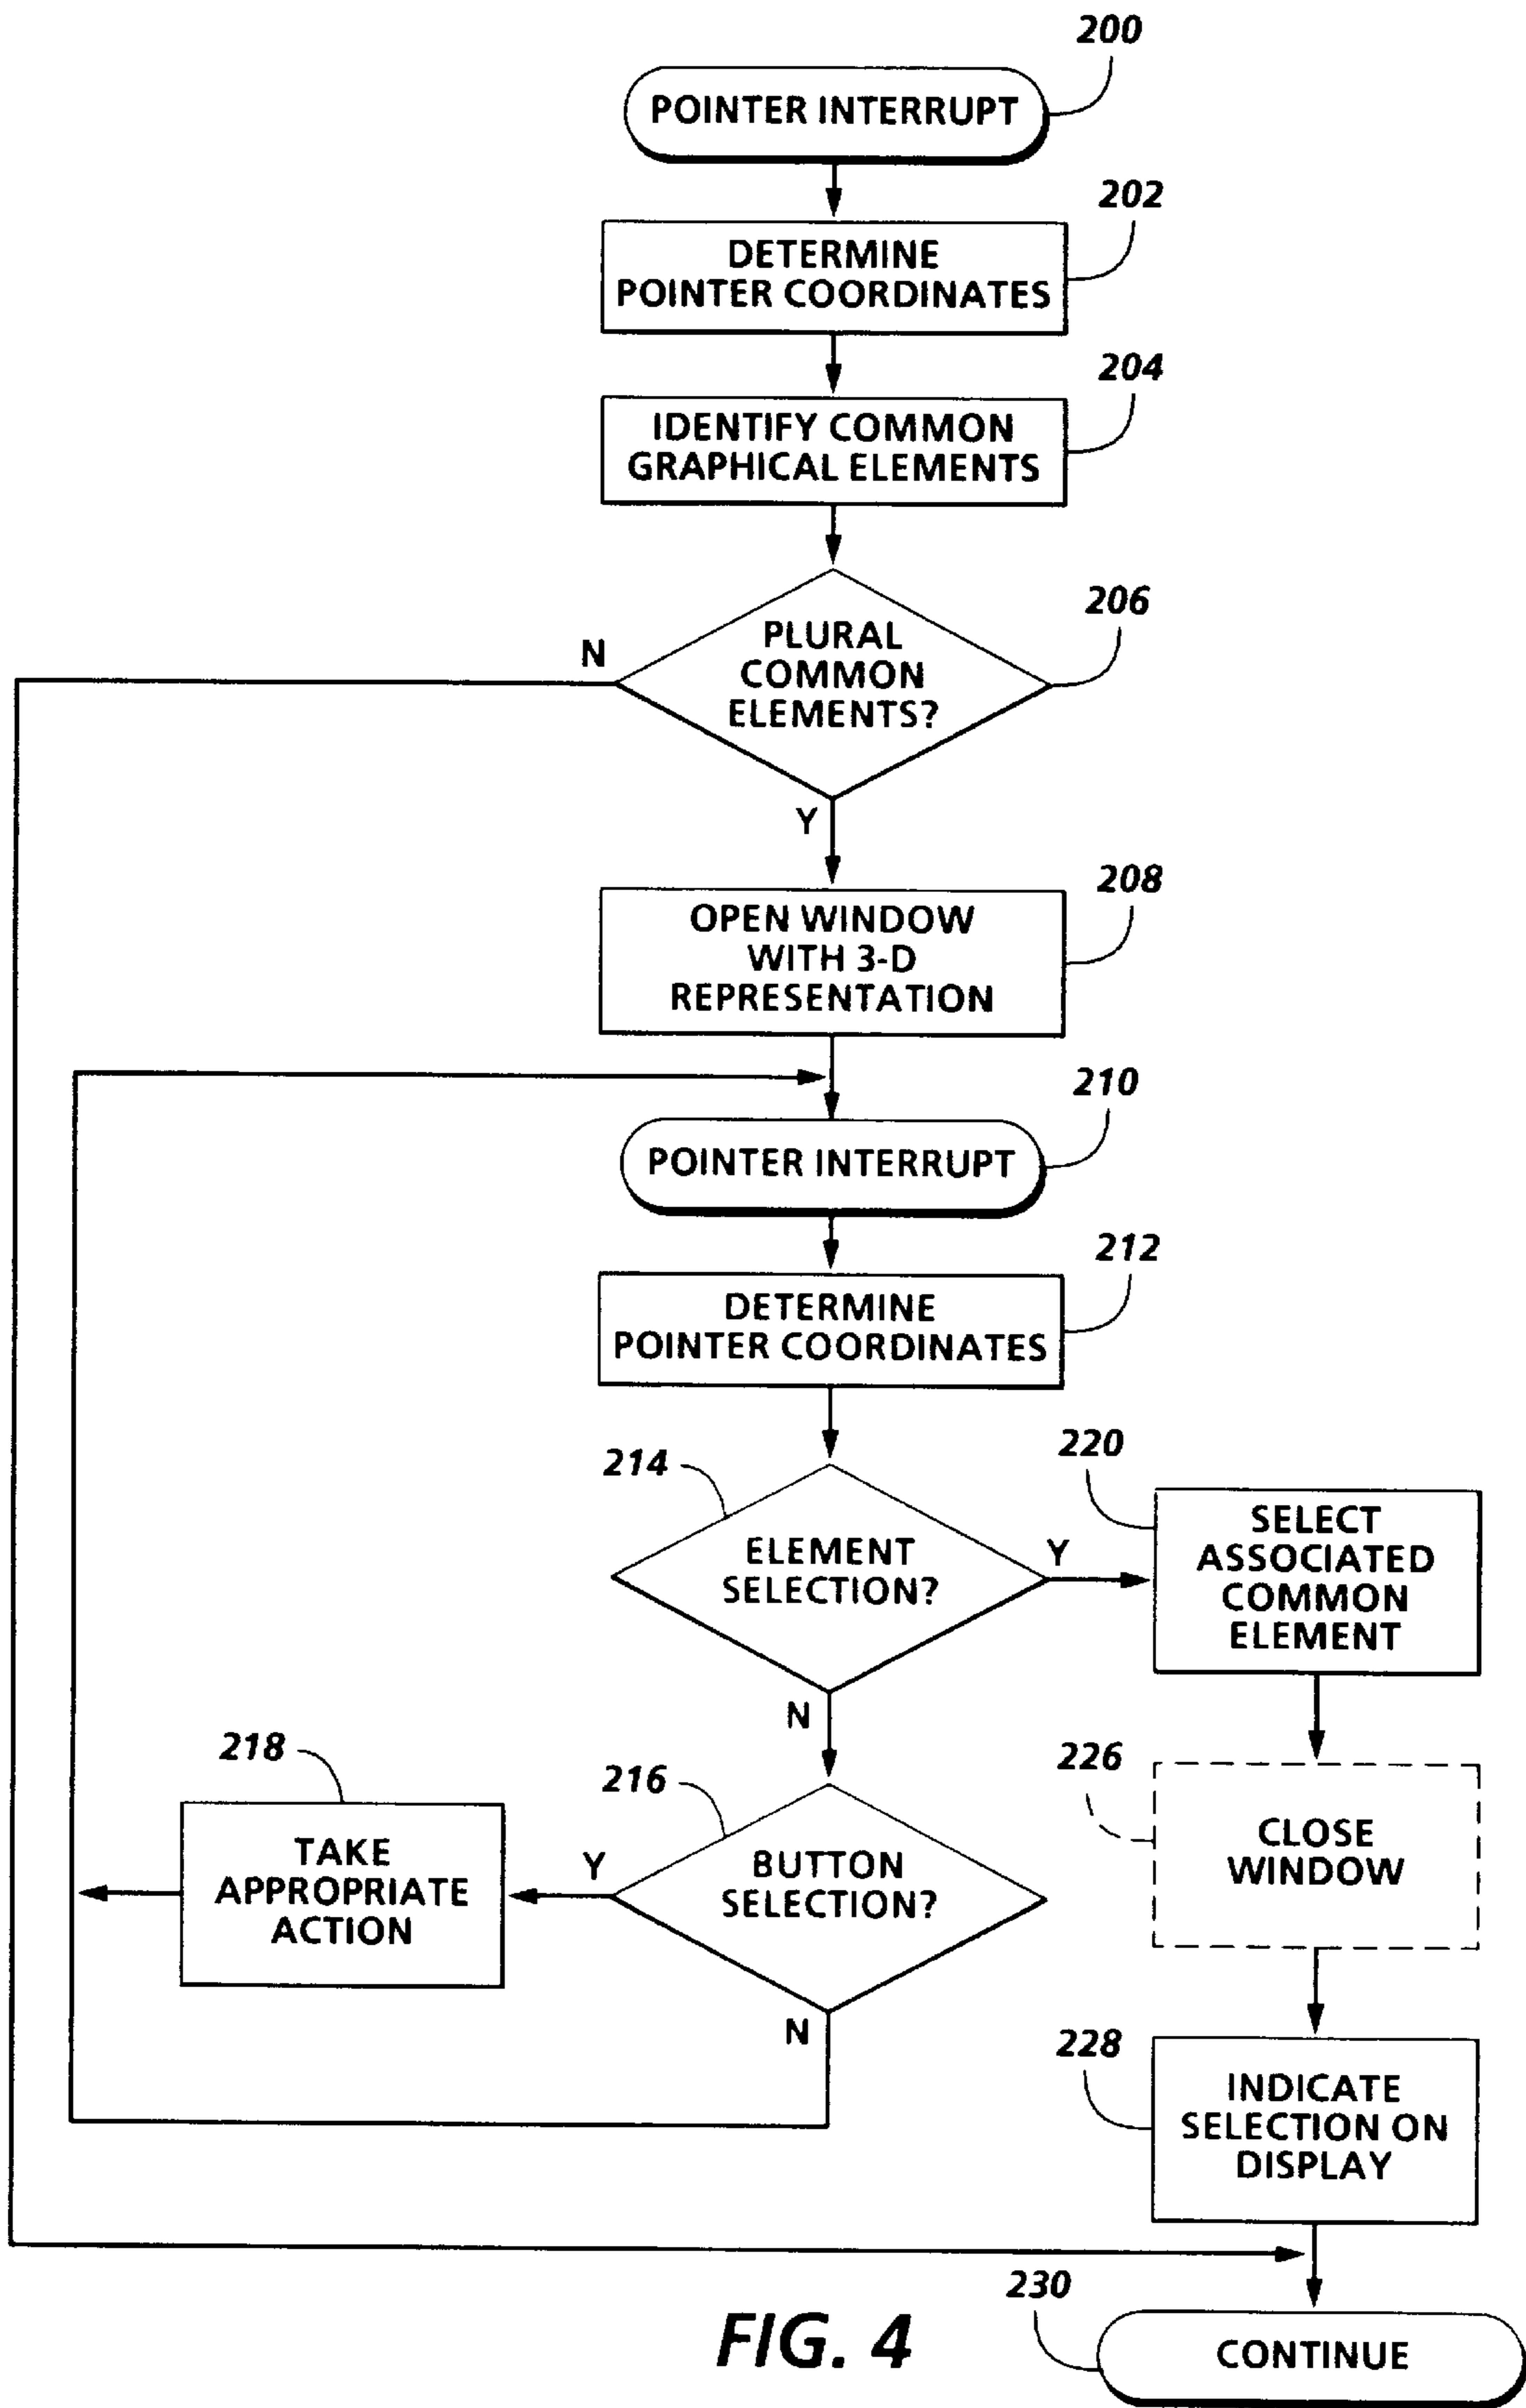 200
POINTER INTERRUPT
202
DETERMINE
POINTER COORDINATES
204
IDENTIFY COMMON
GRAPHICAL ELEMENTS
206
N
PLURAL
COMMON
ELEMENTS?
Y
208
OPEN WINDOW
WITH 3-D
REPRESENTATION
210
POINTER INTERRUPT
212
DETERMINE
POINTER COORDINATES
214
ELEMENT
SELECTION?
Y
N
220
SELECT
ASSOCIATED
COMMON
ELEMENT
218
TAKE
APPROPRIATE
ACTION
216
Y
BUTTON
SELECTION?
N
226
CLOSE
WINDOW
228
INDICATE
SELECTION ON
DISPLAY
230
CONTINUE
FIG. 4